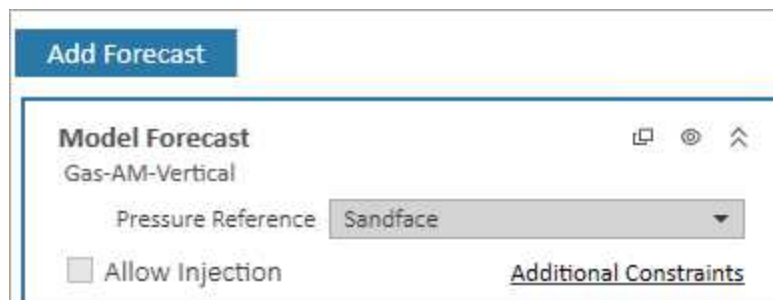 Add Forecast
Model Forecast
Gas-AM-Vertical
Pressure Reference Sandface
Allow Injection Additional Constraints